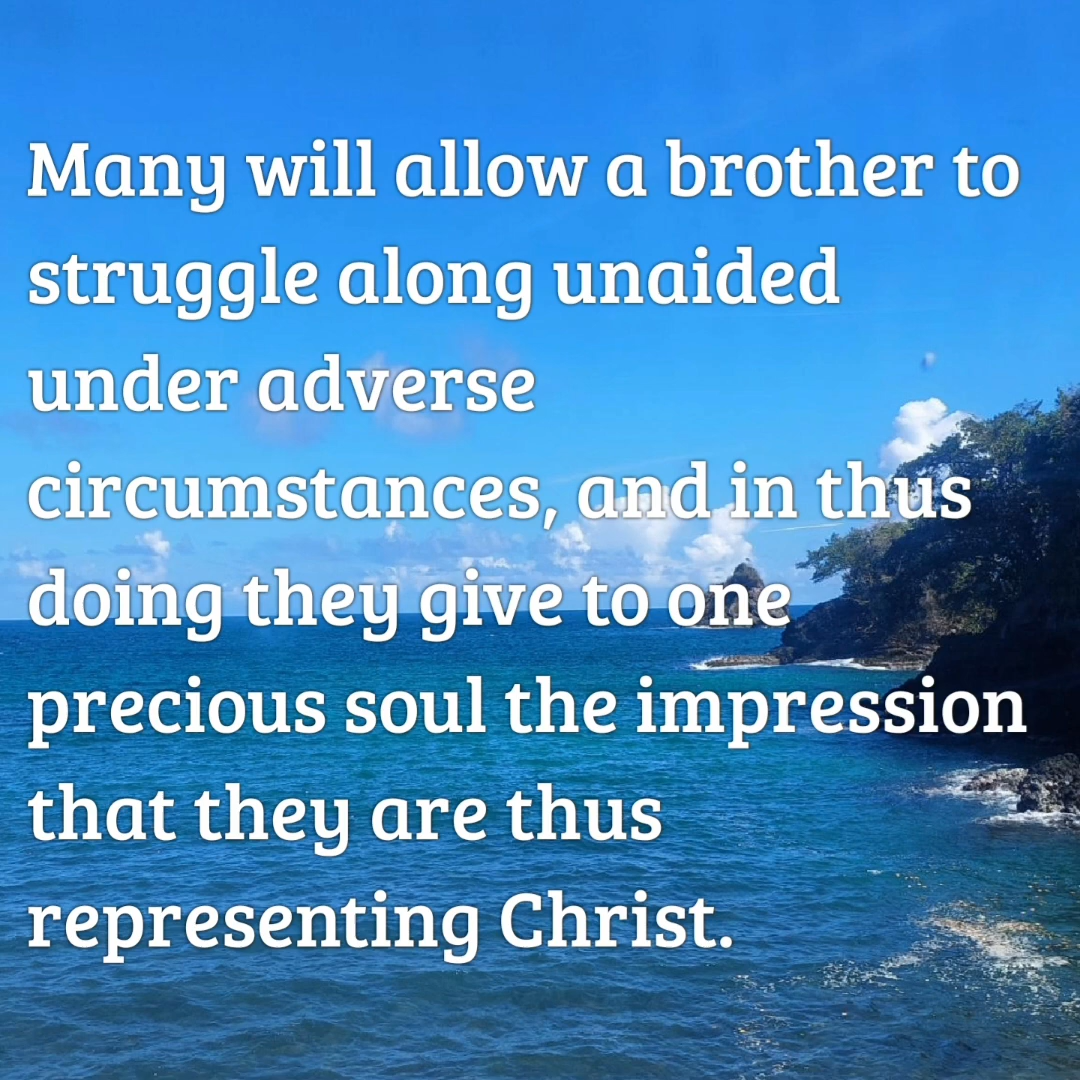 Many will allow a brother to
struggle along unaided
under adverse
circumstances, and in thus
doing they give to one
precious soul the impression
that they are thus
representing Christ.